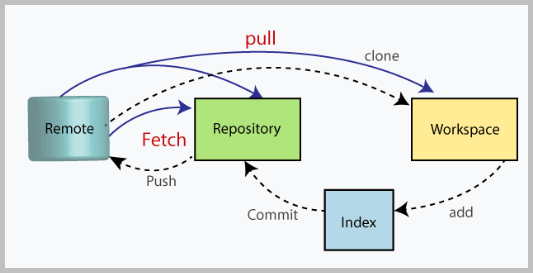 pull
clone
Remote
Fetch
Repository
Workspace
Push
Commit
Index
add